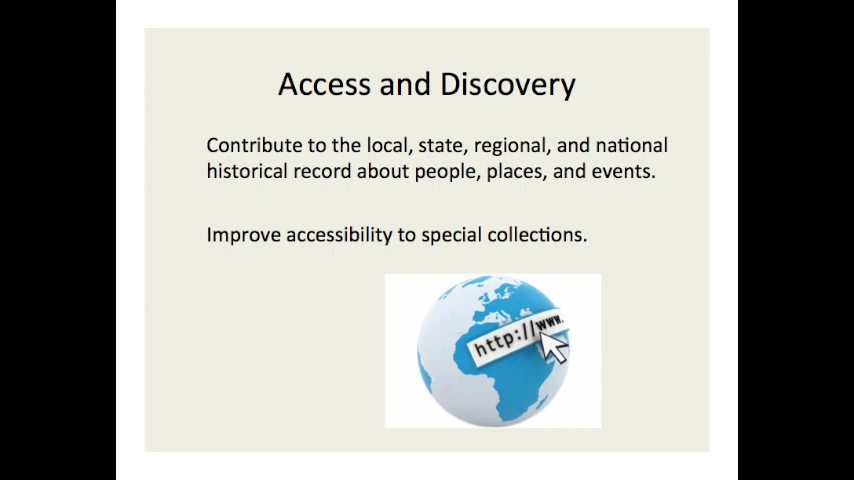 Access and Discovery
Contribute to the local, state, regional, and national
historical record about people, places, and events.
Improve accessibility to special collections.
http://www.